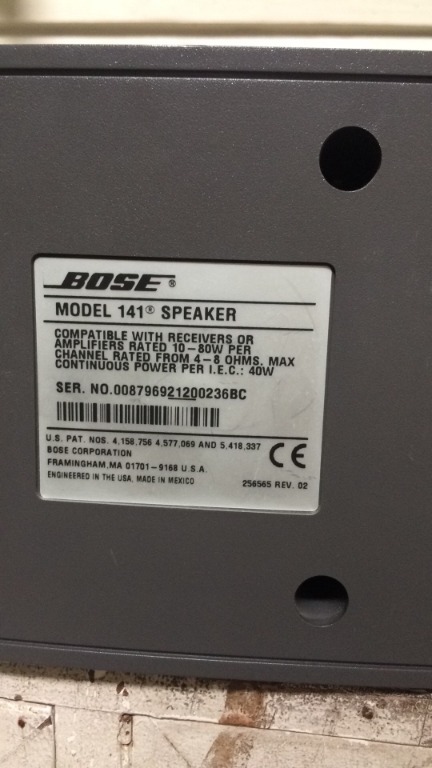 BOSE®
MODEL 141® SPEAKER
COMPATIBLE WITH RECEIVERS OR
AMPLIFIERS RATED 10-80W PER
CHANNEL RATED FROM 4-8 OHMS. MAX
CONTINUOUS POWER PER I.E.C.: 40W
SER. NO.008796921200236BC
U.S. PAT. NOS. 4,158,756 4,577,069 AND 5,418,337
BOSE CORPORATION
FRAMINGHAM,MA 01701-9168 U.S.A.
ENGINEERED IN THE USA, MADE IN MEXICO
CE
256565 REV. 02